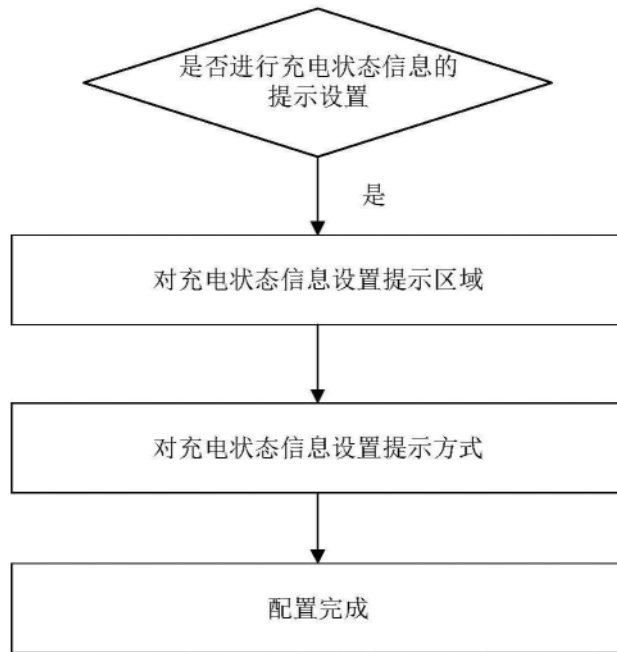 是否进行充电状态信息的
提示设置
是
对充电状态信息设置提示区域
对充电状态信息设置提示方式
配置完成